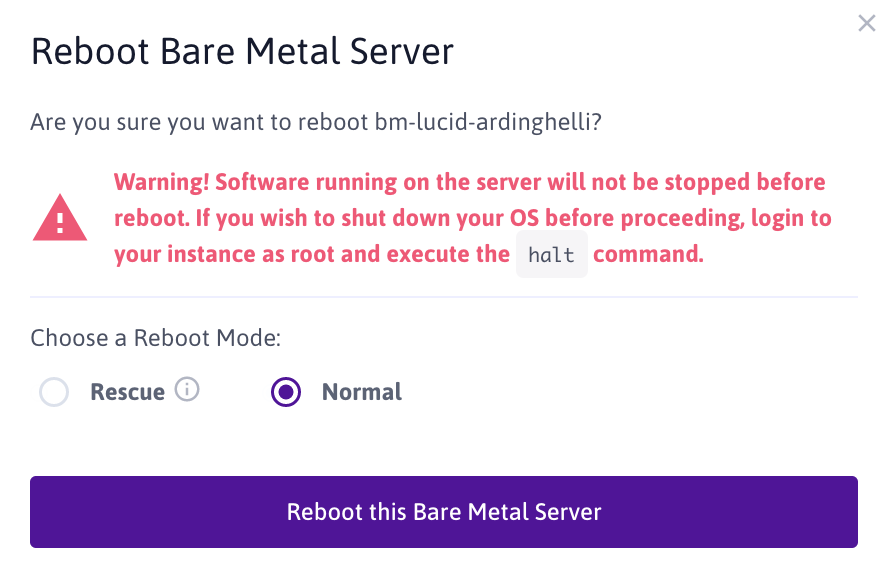 Reboot Bare Metal Server
Are you sure you want to reboot bm-lucid-ardinghelli?
Warning! Software running on the server will not be stopped before
reboot. If you wish to shut down your OS before proceeding, login to
your instance as root and execute the halt command.
Choose a Reboot Mode:
Rescue
Normal
Reboot this Bare Metal Server